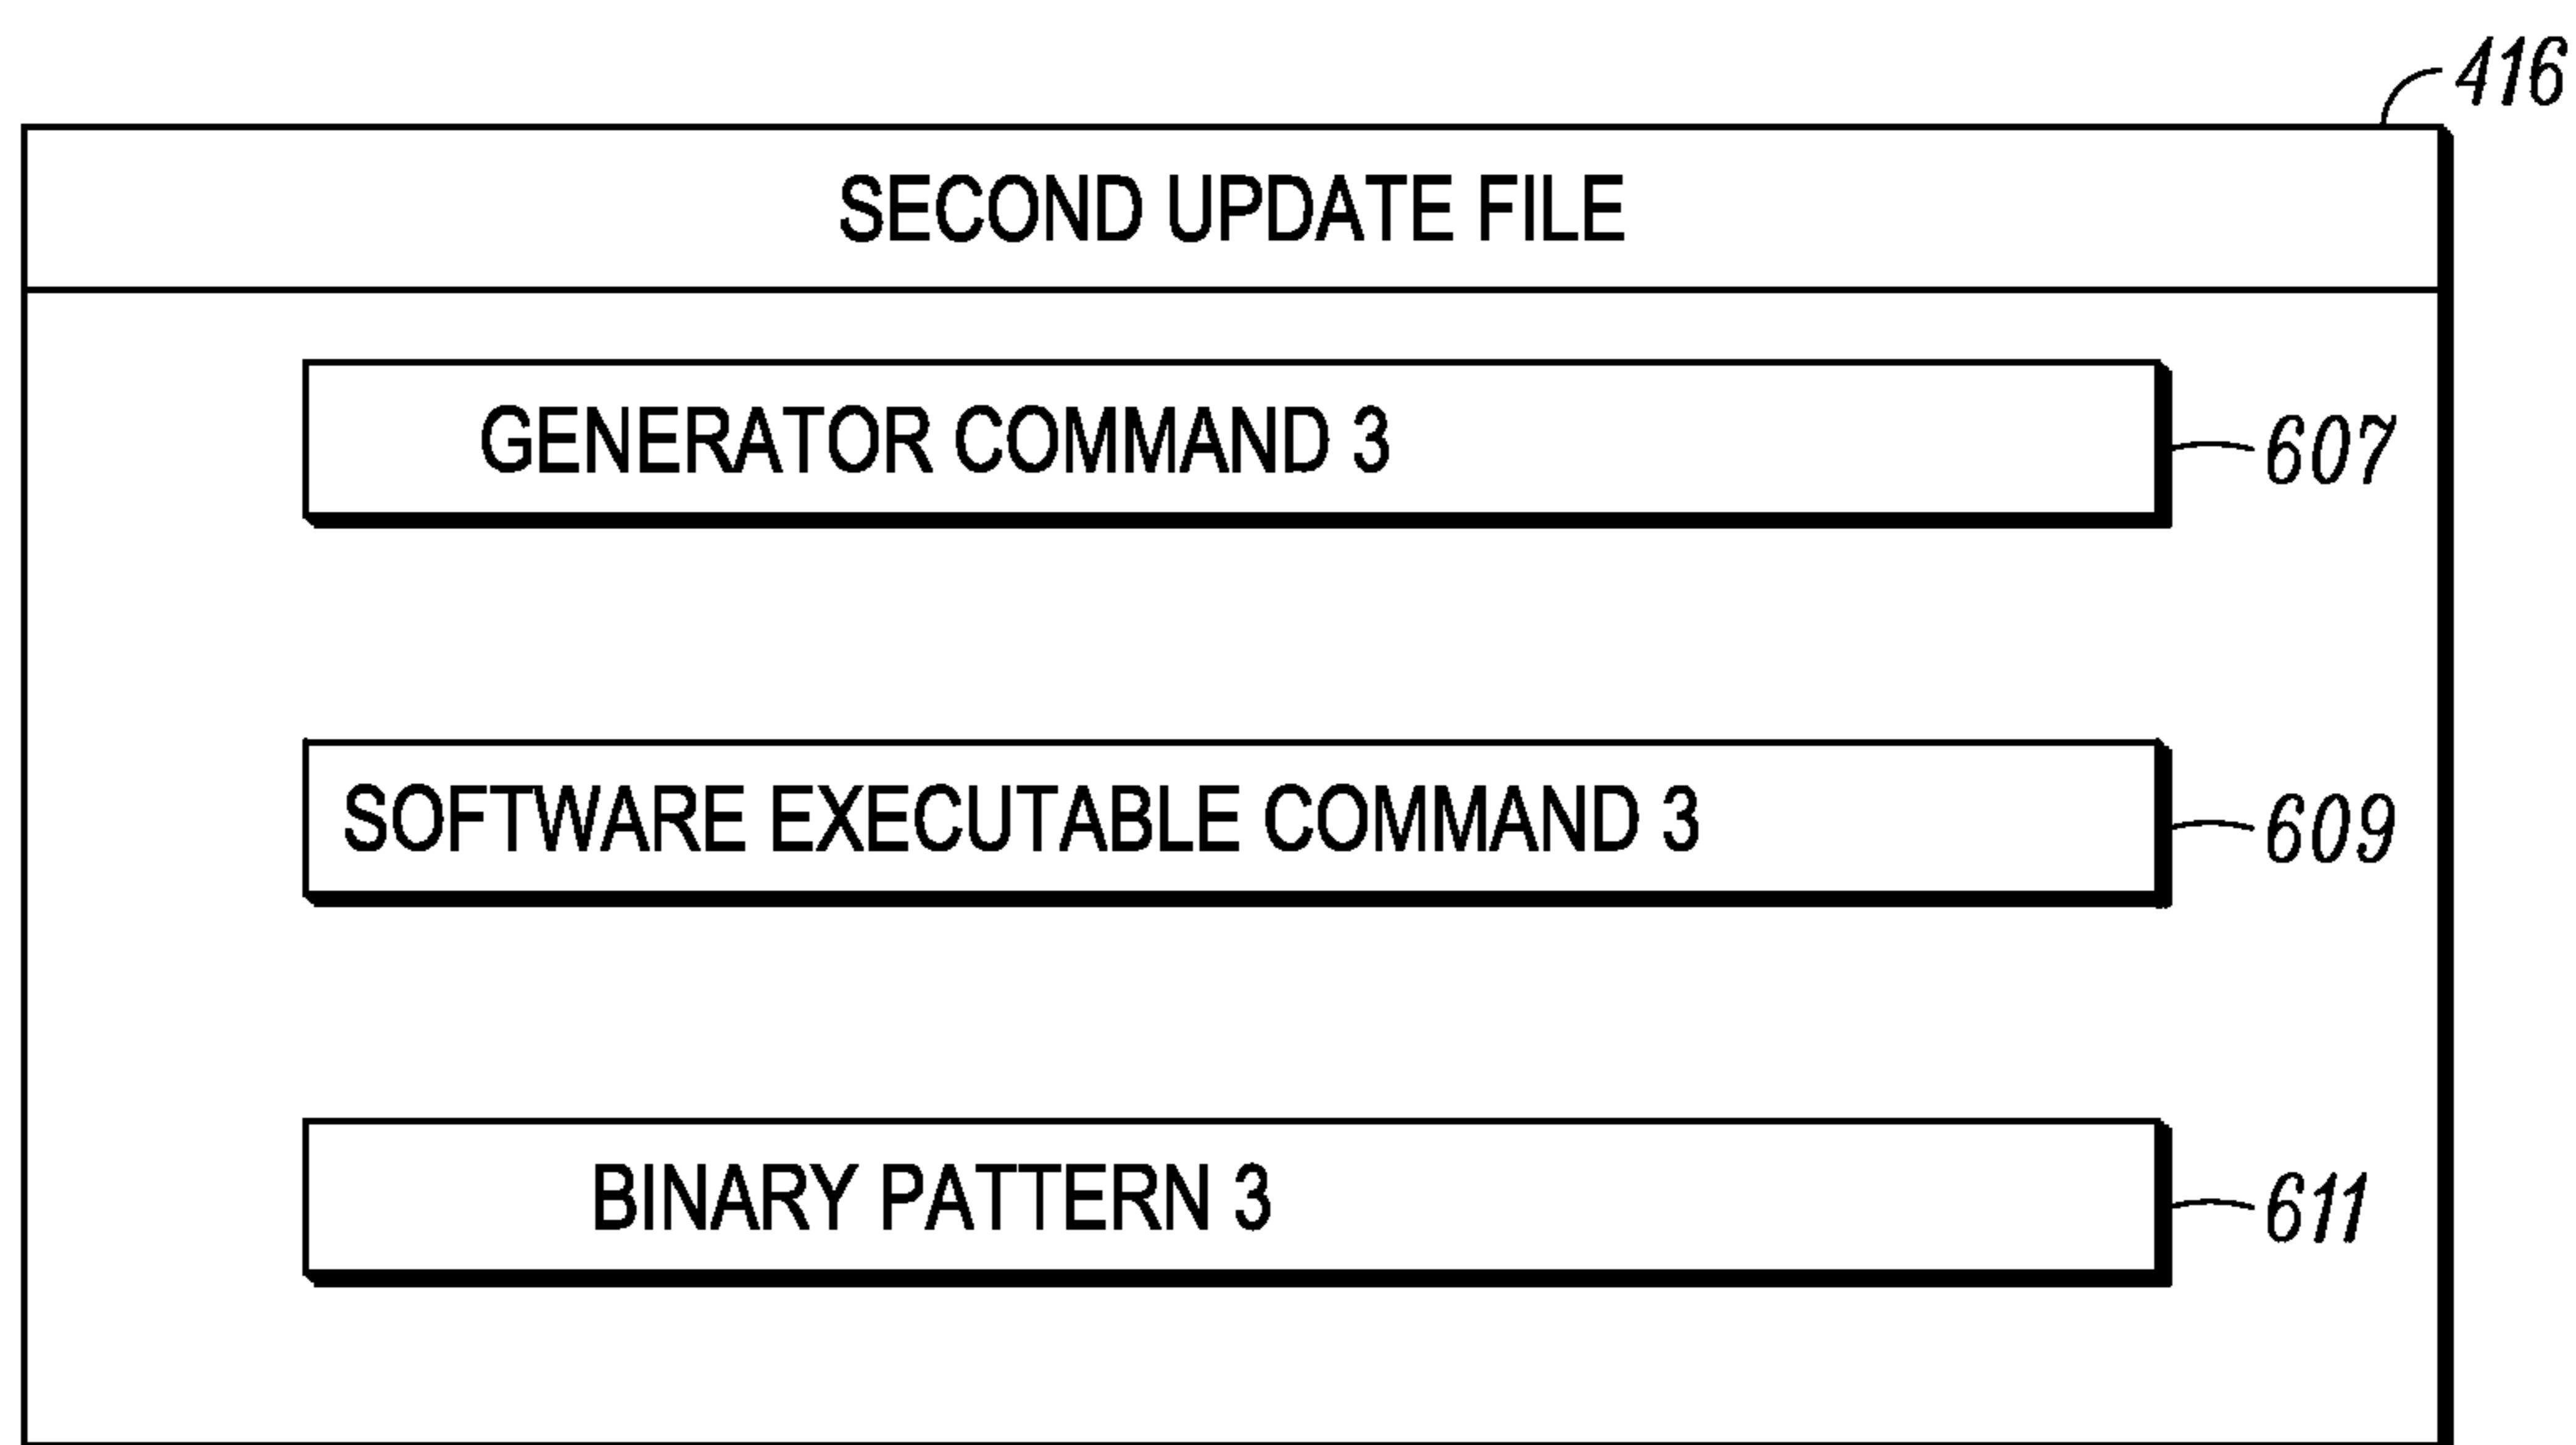 416
SECOND UPDATE FILE
GENERATOR COMMAND 3
607
SOFTWARE EXECUTABLE COMMAND 3
609
BINARY PATTERN 3
611